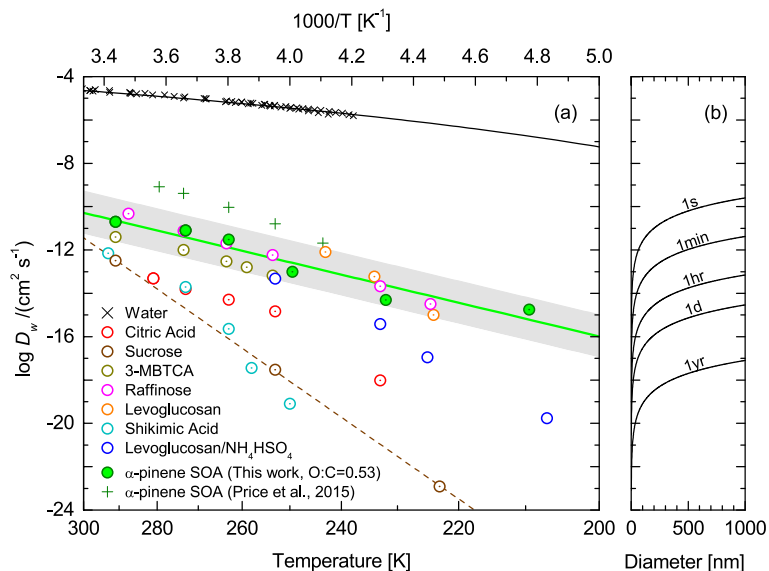 1000/T [K⁻¹]
3.4 3.6 3.8 4.0 4.2 4.4 4.6 4.8 5.0
-4
-8
-12
-16
-20
-24
log D_w /(cm² s⁻¹)
(a)
Water
Citric Acid
Sucrose
3-MBTCA
Raffinose
Levoglucosan
Shikimic Acid
Levoglucosan/NH₄HSO₄
α-pinene SOA (This work, O:C=0.53)
α-pinene SOA (Price et al., 2015)
300 280 260 240 220 200
Temperature [K]
(b)
1s
1min
1hr
1d
1yr
0 500 1000
Diameter [nm]